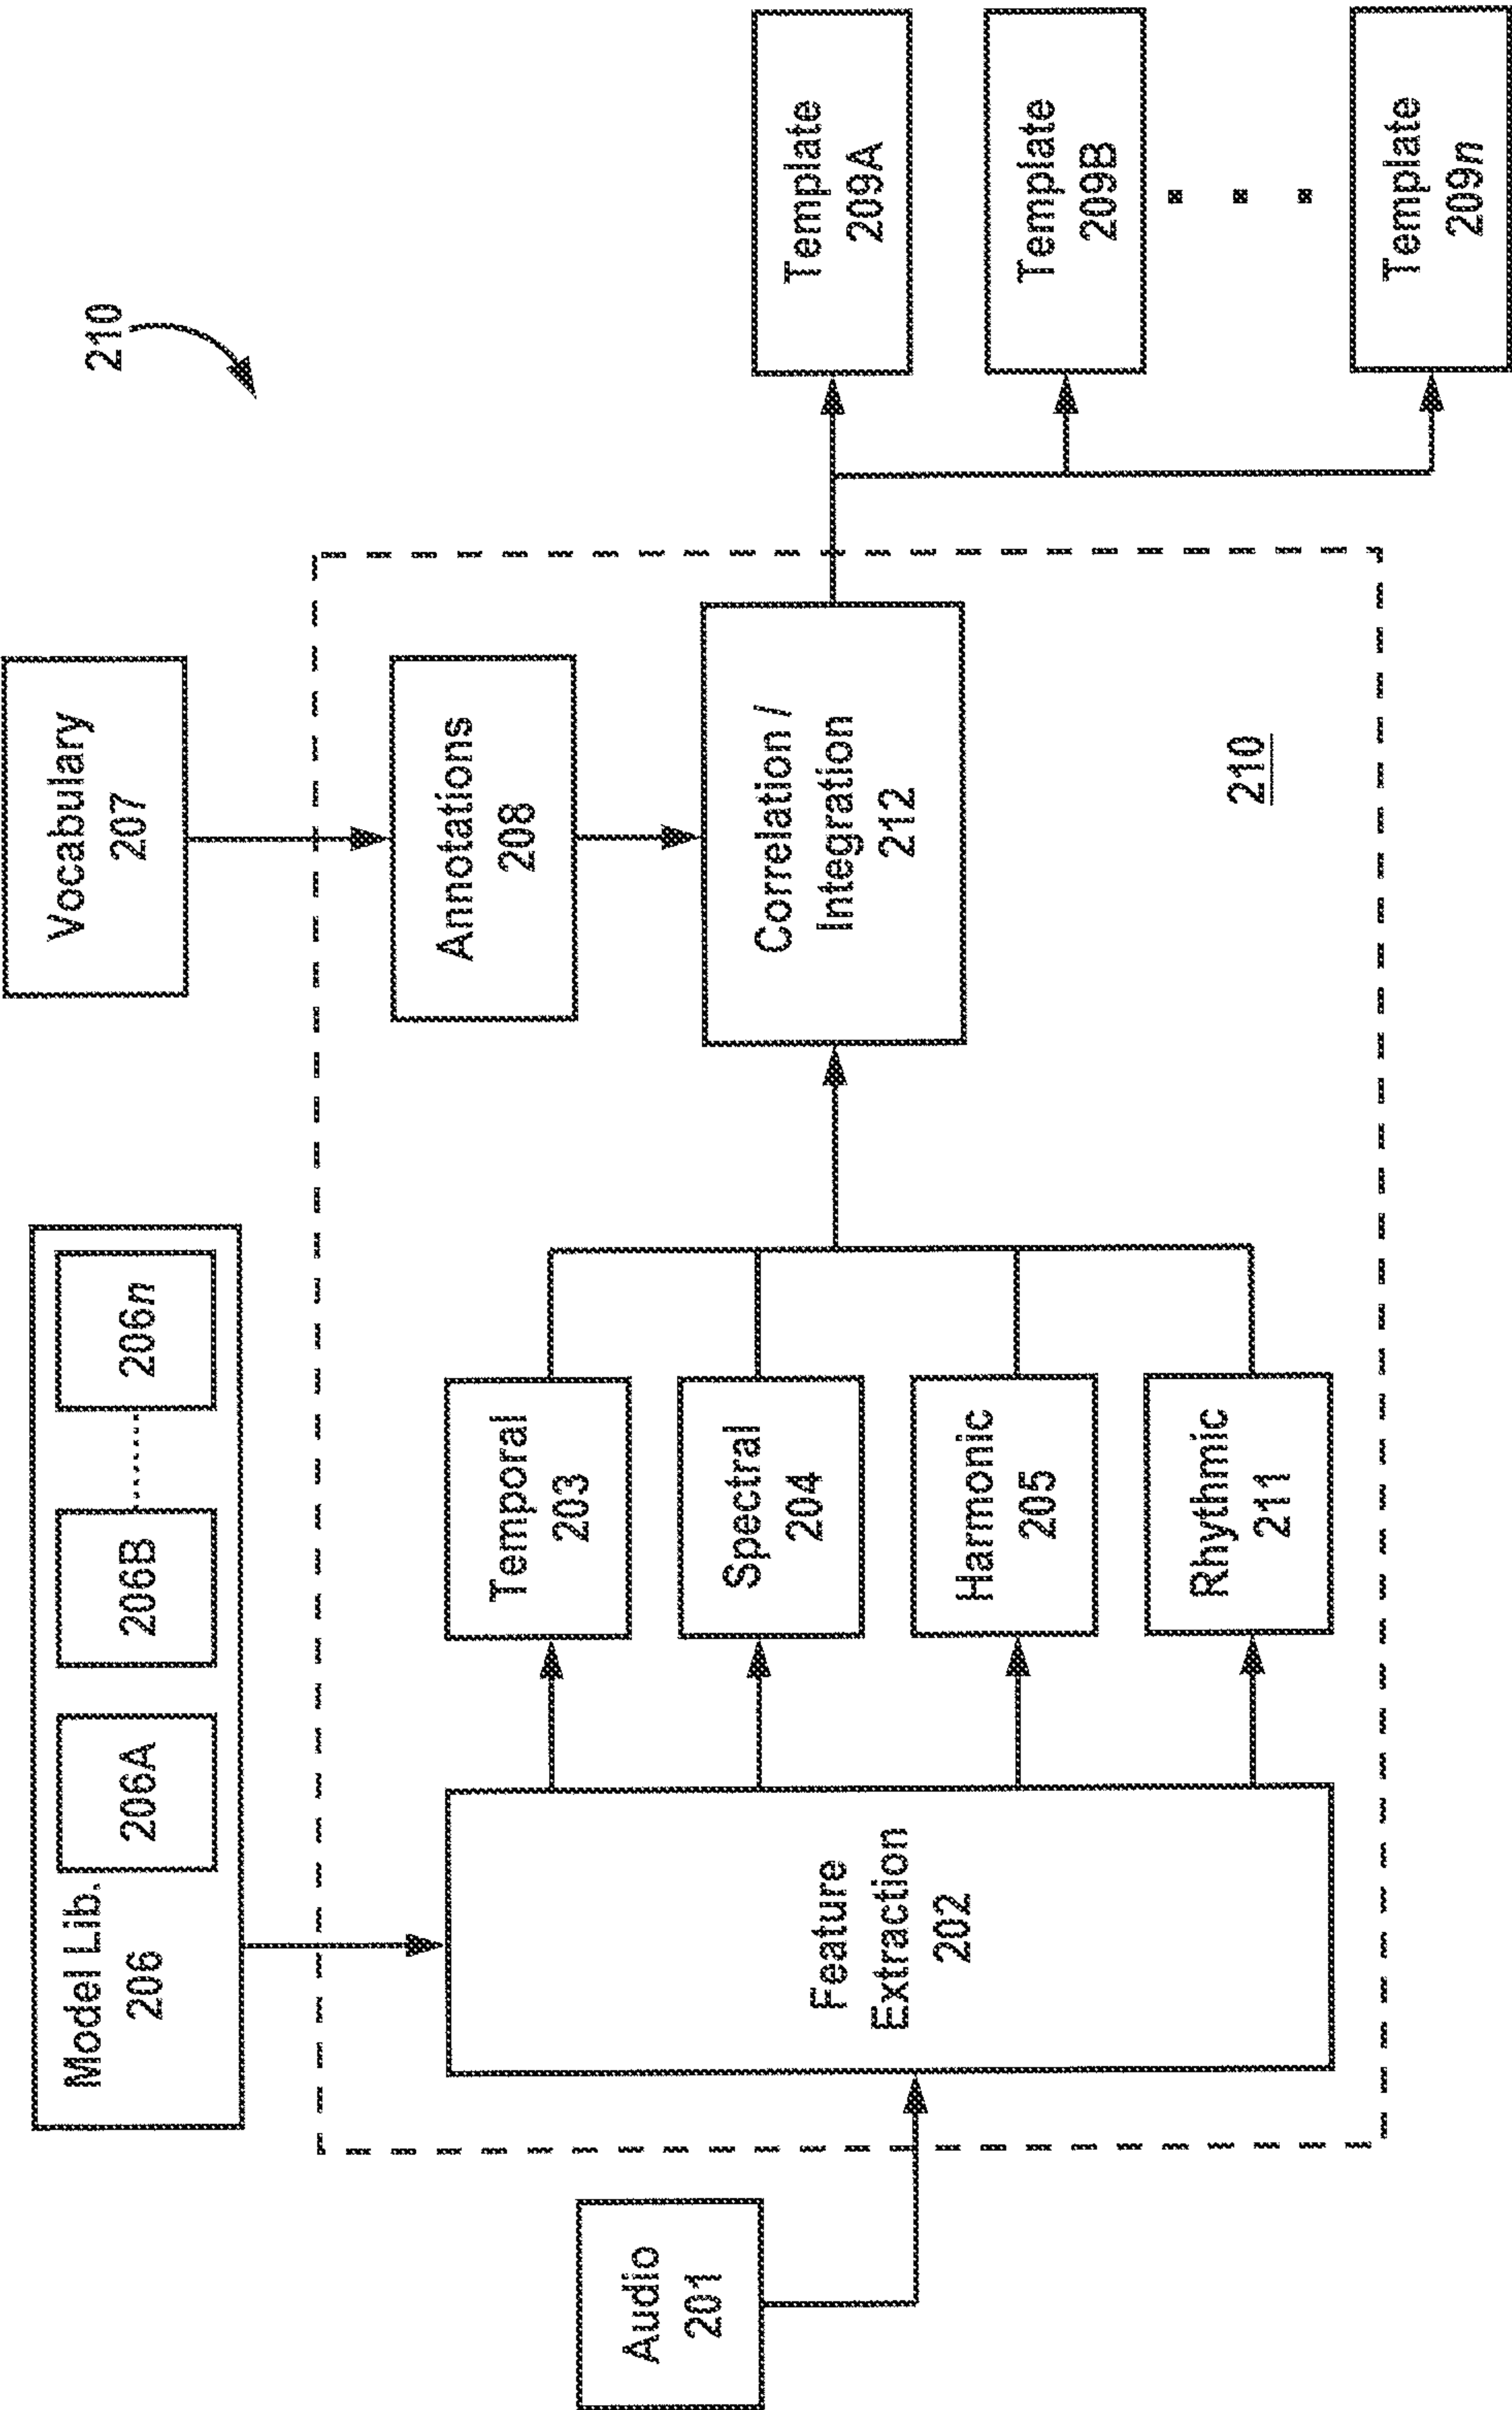 210
Model Lib.
206
206A
206B
206n
Vocabulary
207
Annotations
208
Audio
201
Feature
Extraction
202
Temporal
203
Spectral
204
Harmonic
205
Rhythmic
211
Correlation /
Integration
212
210
Template
209A
Template
209B
Template
209n